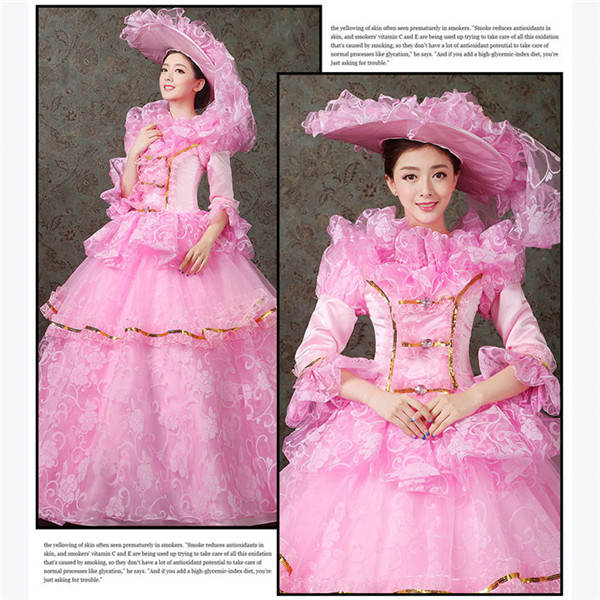 the yellowing of skin often seen prematurely in smokers. "Smoke reduces antioxidants in
skin, and smokers' vitamin C and E are being used all the time to take care of all this oxidation
that's caused by smoking, so they don't have a lot of antioxidant potential to take care of
normal processes like glycation," he says. "And if you add a high-glycemic-index diet, you're
just asking for trouble."
the yellowing of skin often seen prematurely in smokers. "Smoke reduces antioxidants in
skin, and smokers' vitamin C and E are being used all the time to take care of all this oxidation
that's caused by smoking, so they don't have a lot of antioxidant potential to take care of
normal processes like glycation," he says. "And if you add a high-glycemic-index diet, you're
just asking for trouble."